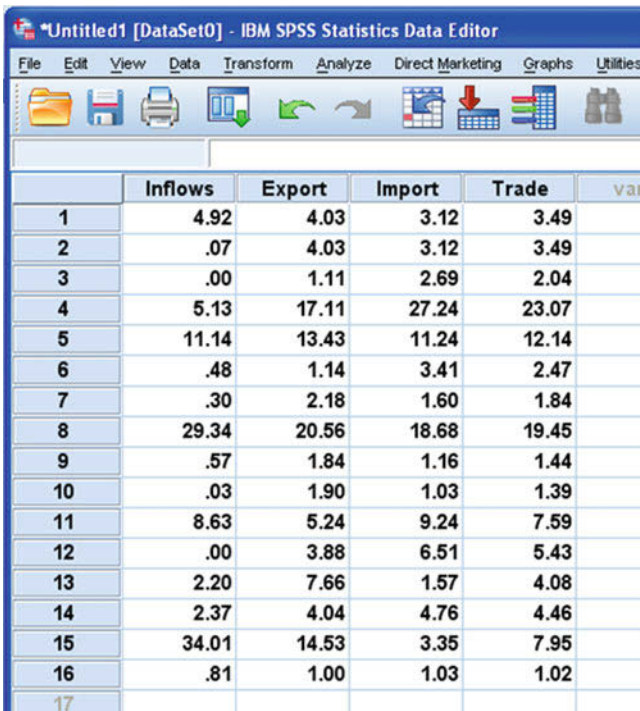 *Untitled1 [DataSet0] - IBM SPSS Statistics Data Editor
File Edit View Data Transform Analyze Direct Marketing Graphs Utilities
Inflows Export Import Trade var
1 4.92 4.03 3.12 3.49
2 .07 4.03 3.12 3.49
3 .00 1.11 2.69 2.04
4 5.13 17.11 27.24 23.07
5 11.14 13.43 11.24 12.14
6 .48 1.14 3.41 2.47
7 .30 2.18 1.60 1.84
8 29.34 20.56 18.68 19.45
9 .57 1.84 1.16 1.44
10 .03 1.90 1.03 1.39
11 8.63 5.24 9.24 7.59
12 .00 3.88 6.51 5.43
13 2.20 7.66 1.57 4.08
14 2.37 4.04 4.76 4.46
15 34.01 14.53 3.35 7.95
16 .81 1.00 1.03 1.02
17